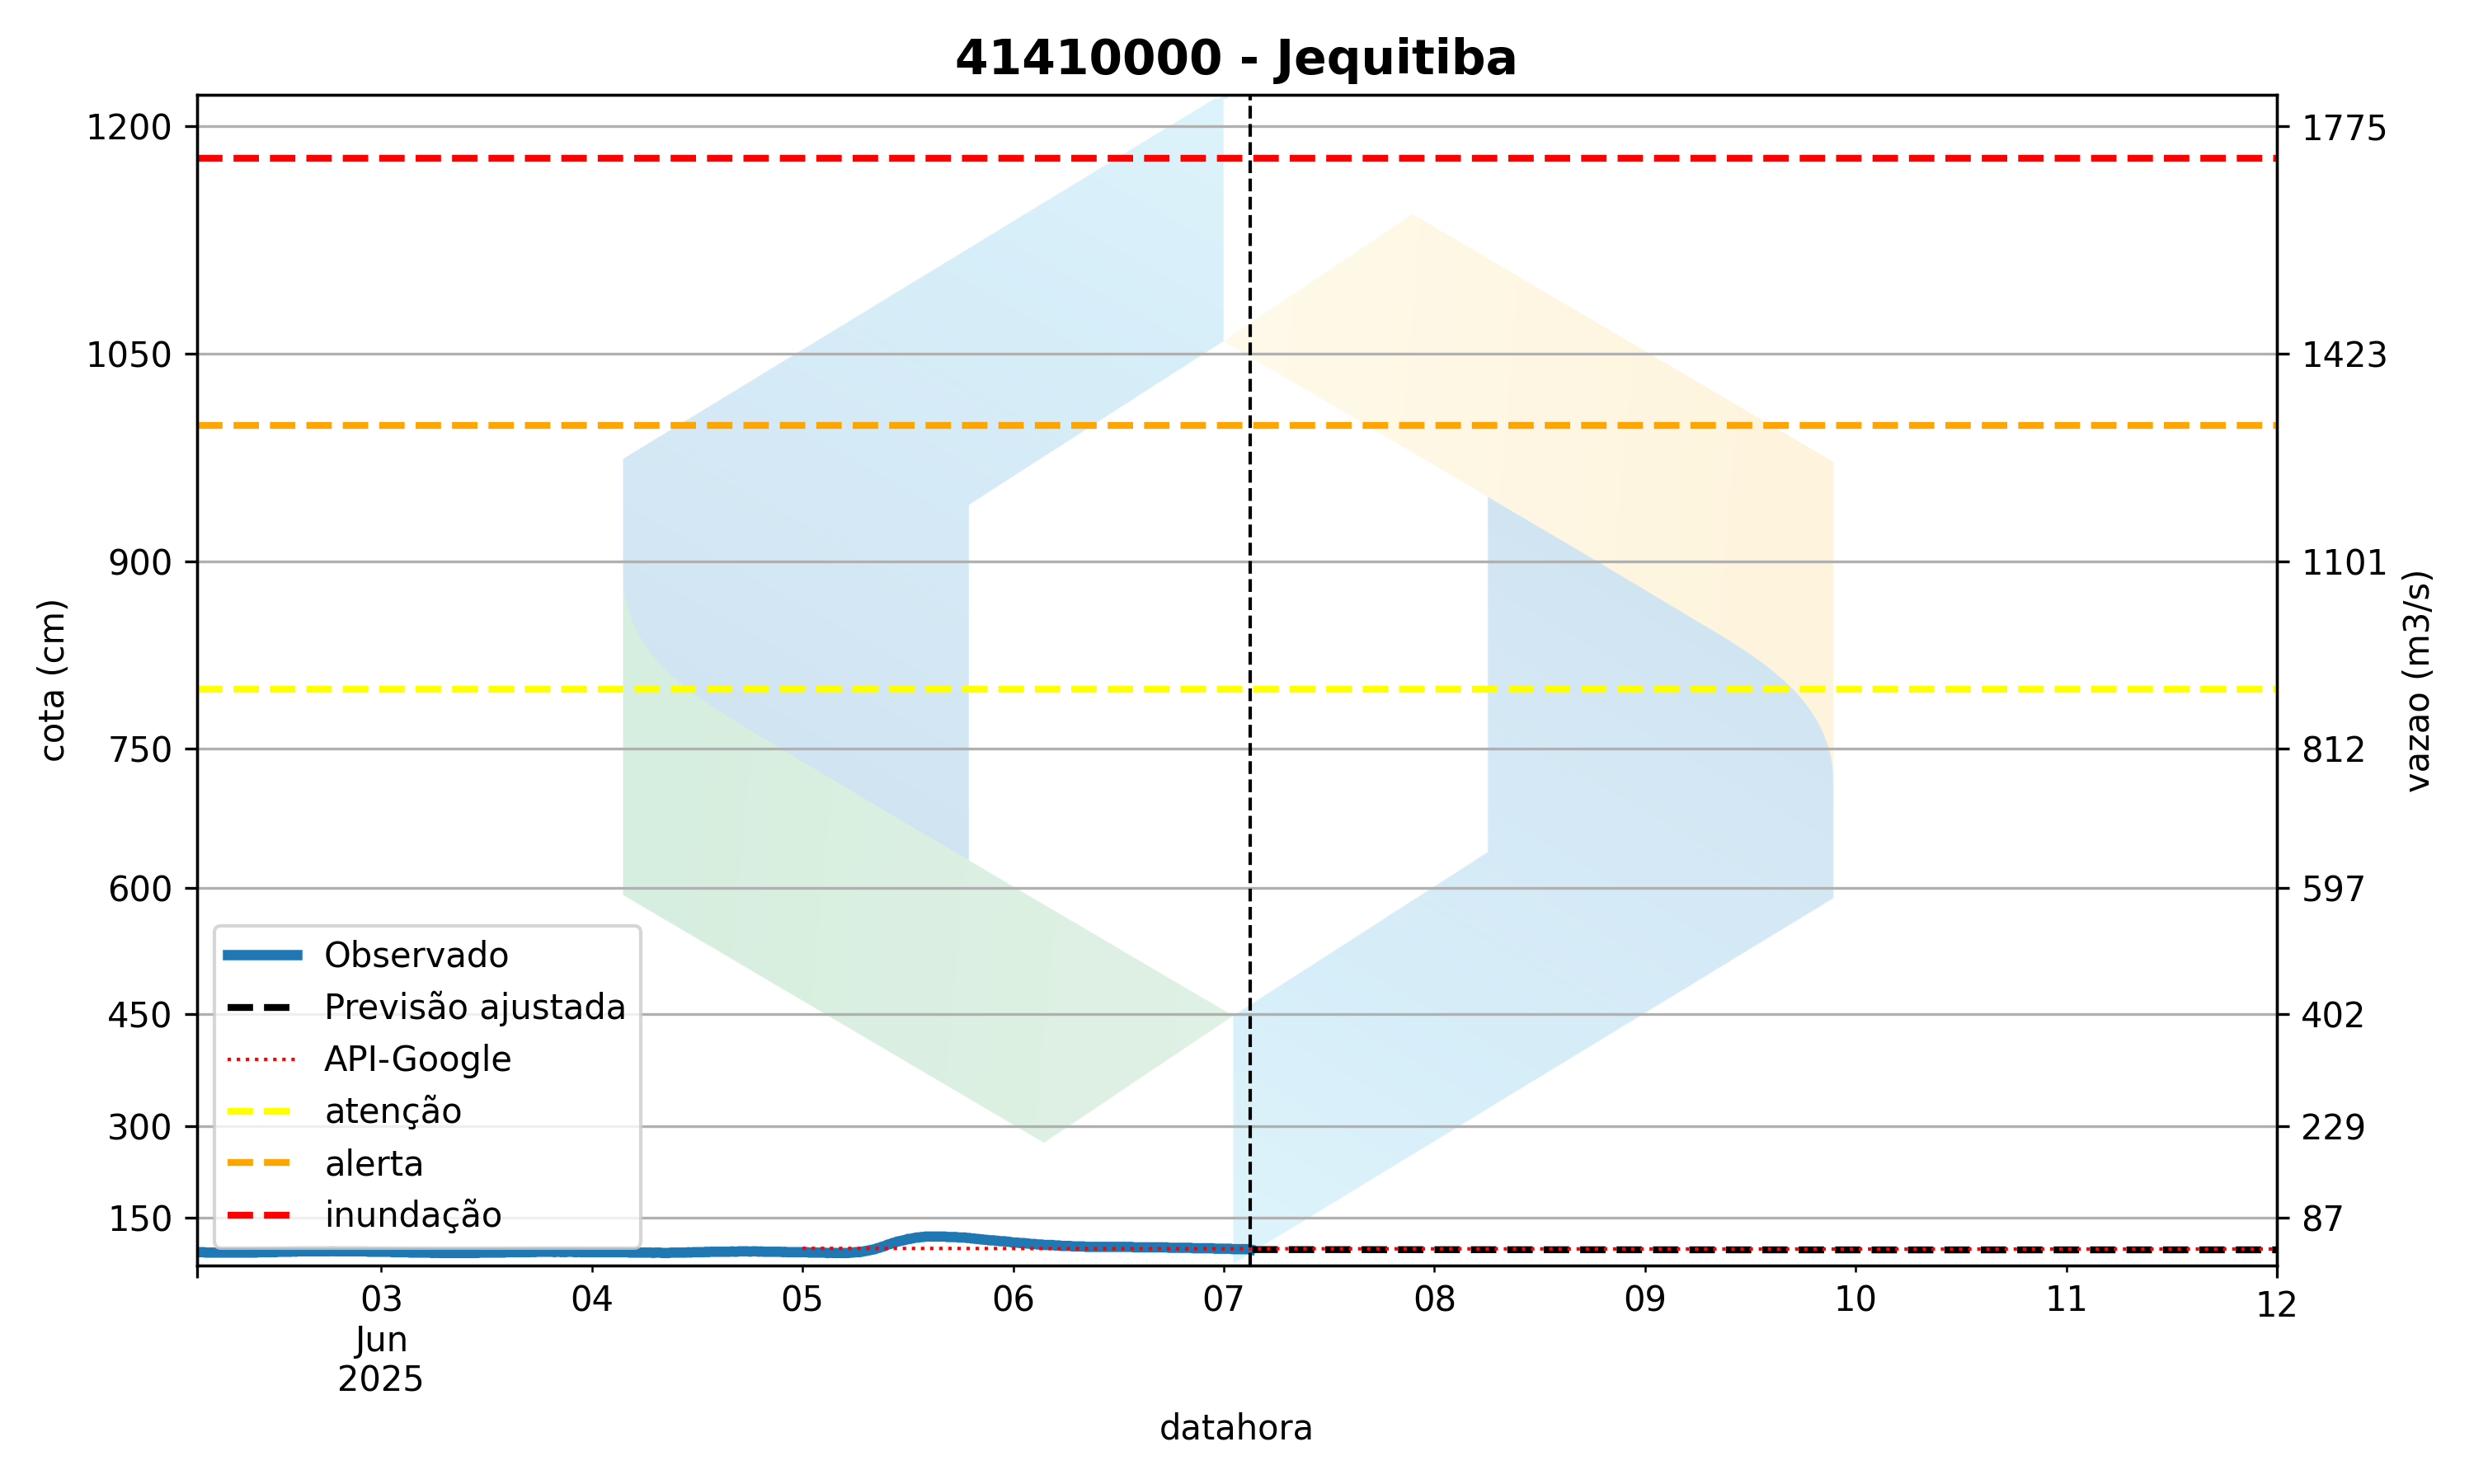 41410000 - Jequitiba
1200
1050
900
750
600
450
300
150
cota (cm)
1775
1423
1101
812
597
402
229
87
vazao (m3/s)
Observado
Previsão ajustada
API-Google
atenção
alerta
inundação
03
04
05
06
07
08
09
10
11
12
Jun
2025
datahora